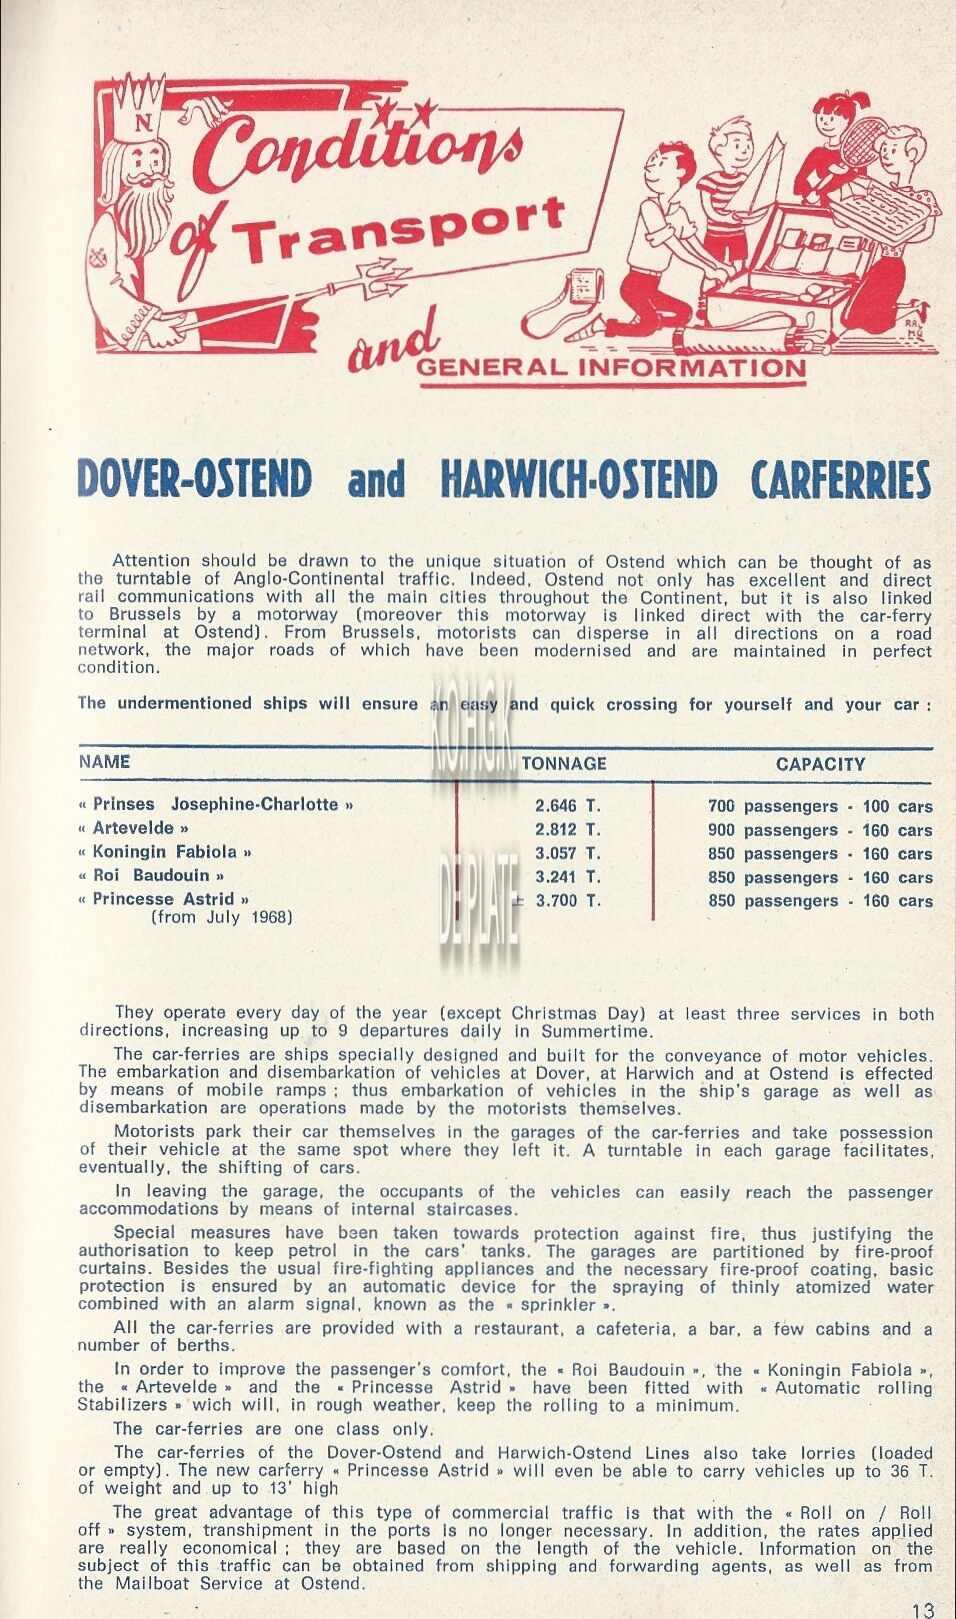 N
Conditions
of Transport
and
GENERAL INFORMATION
DOVER-OSTEND and HARWICH-OSTEND CARFERRIES
Attention should be drawn to the unique situation of Ostend which can be thought of as
the turntable of Anglo-Continental traffic. Indeed, Ostend not only has excellent and direct
rail communications with all the main cities throughout the Continent, but it is also linked
to Brussels by a motorway (moreover this motorway is linked direct with the car-ferry
terminal at Ostend). From Brussels, motorists can disperse in all directions on a road
network, the major roads of which have been modernised and are maintained in perfect
condition.
The undermentioned ships will ensure an easy and quick crossing for yourself and your car :
K.O.H.G.K
NAME TONNAGE CAPACITY
« Prinses Josephine-Charlotte » 2.646 T. 700 passengers - 100 cars
« Artevelde » 2.812 T. 900 passengers - 160 cars
« Koningin Fabiola » 3.057 T. 850 passengers - 160 cars
« Roi Baudouin » 3.241 T. 850 passengers - 160 cars
« Princesse Astrid » ± 3.700 T. 850 passengers - 160 cars
(from July 1968)
DE PLATE
They operate every day of the year (except Christmas Day) at least three services in both
directions, increasing up to 9 departures daily in Summertime.
The car-ferries are ships specially designed and built for the conveyance of motor vehicles.
The embarkation and disembarkation of vehicles at Dover, at Harwich and at Ostend is effected
by means of mobile ramps ; thus embarkation of vehicles in the ship's garage as well as
disembarkation are operations made by the motorists themselves.
Motorists park their car themselves in the garages of the car-ferries and take possession
of their vehicle at the same spot where they left it. A turntable in each garage facilitates,
eventually, the shifting of cars.
In leaving the garage, the occupants of the vehicles can easily reach the passenger
accommodations by means of internal staircases.
Special measures have been taken towards protection against fire, thus justifying the
authorisation to keep petrol in the cars' tanks. The garages are partitioned by fire-proof
curtains. Besides the usual fire-fighting appliances and the necessary fire-proof coating, basic
protection is ensured by an automatic device for the spraying of thinly atomized water
combined with an alarm signal, known as the « sprinkler ».
All the car-ferries are provided with a restaurant, a cafeteria, a bar, a few cabins and a
number of berths.
In order to improve the passenger's comfort, the « Roi Baudouin », the « Koningin Fabiola »,
the « Artevelde » and the « Princesse Astrid » have been fitted with « Automatic rolling
Stabilizers » wich will, in rough weather, keep the rolling to a minimum.
The car-ferries are one class only.
The car-ferries of the Dover-Ostend and Harwich-Ostend Lines also take lorries (loaded
or empty). The new carferry « Princesse Astrid » will even be able to carry vehicles up to 36 T.
of weight and up to 13' high
The great advantage of this type of commercial traffic is that with the « Roll on / Roll
off » system, transhipment in the ports is no longer necessary. In addition, the rates applied
are really economical ; they are based on the length of the vehicle. Information on the
subject of this traffic can be obtained from shipping and forwarding agents, as well as from
the Mailboat Service at Ostend.
13